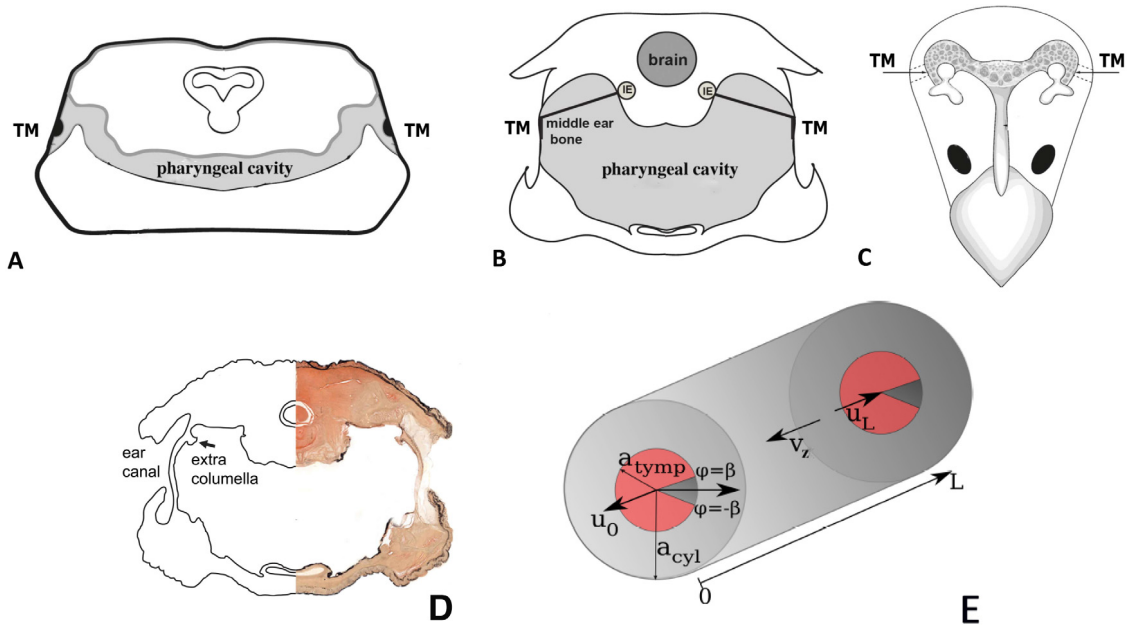 TM
TM
pharyngeal cavity
A
brain
IE
IE
TM
middle ear
bone
TM
pharyngeal cavity
B
TM
TM
C
ear
canal
extra
columella
D
a_tymp
φ=β
φ=-β
u_0
a_cyl
u_L
v_z
L
0
E